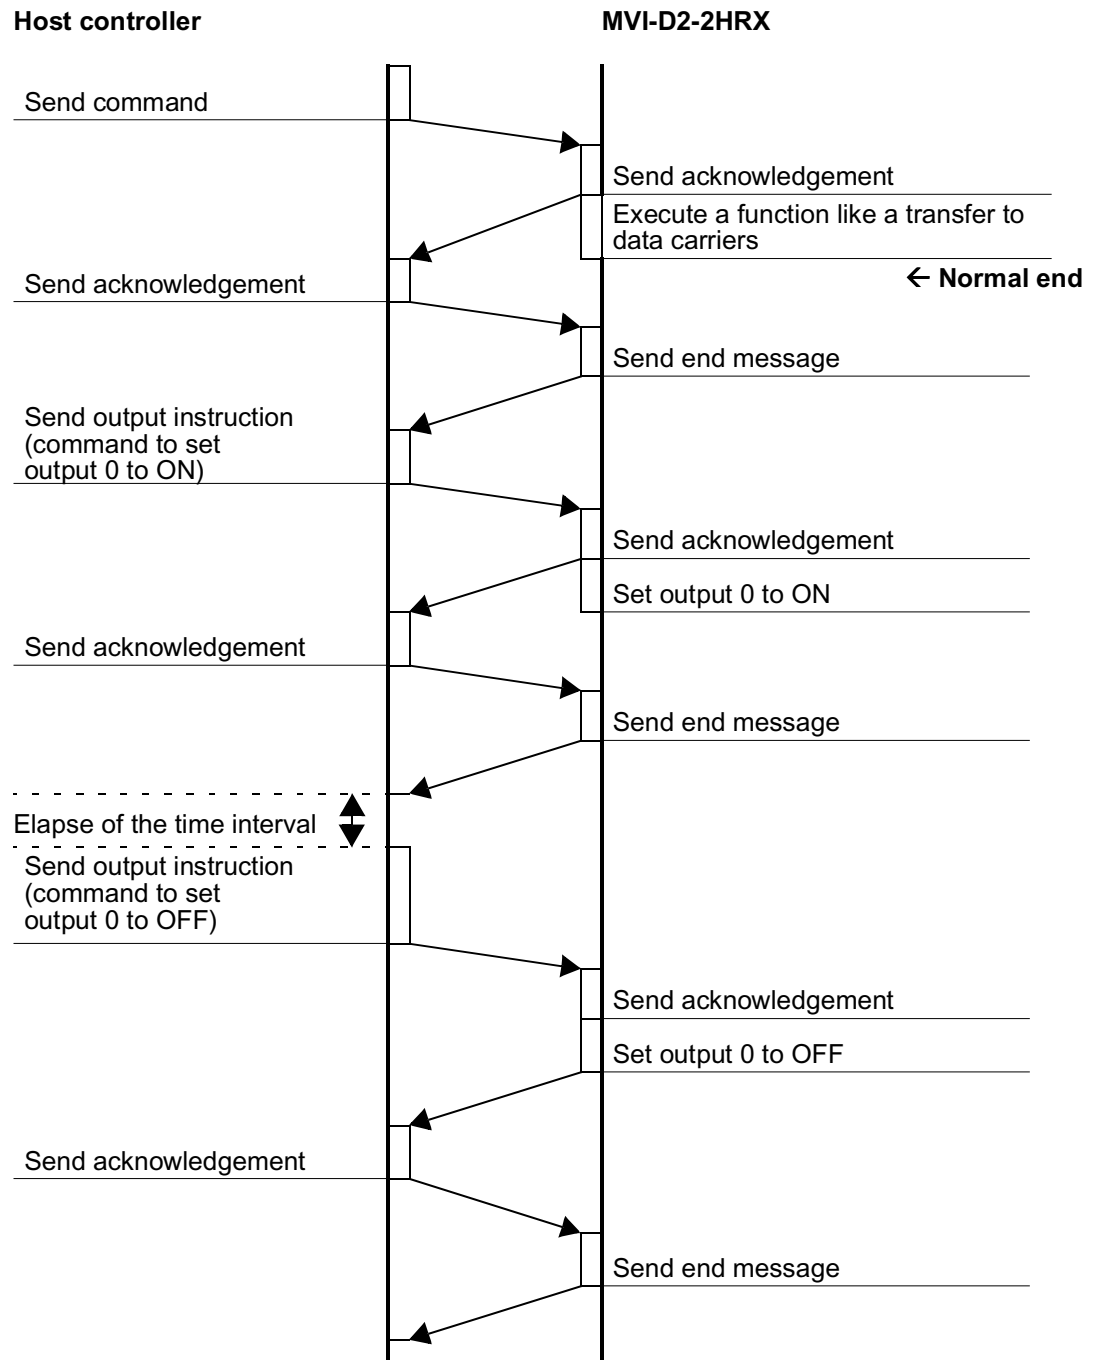 Host controller
MVI-D2-2HRX
Send command
Send acknowledgement
Execute a function like a transfer to
data carriers
← Normal end
Send acknowledgement
Send end message
Send output instruction
(command to set
output 0 to ON)
Send acknowledgement
Set output 0 to ON
Send acknowledgement
Send end message
Elapse of the time interval
Send output instruction
(command to set
output 0 to OFF)
Send acknowledgement
Set output 0 to OFF
Send acknowledgement
Send end message